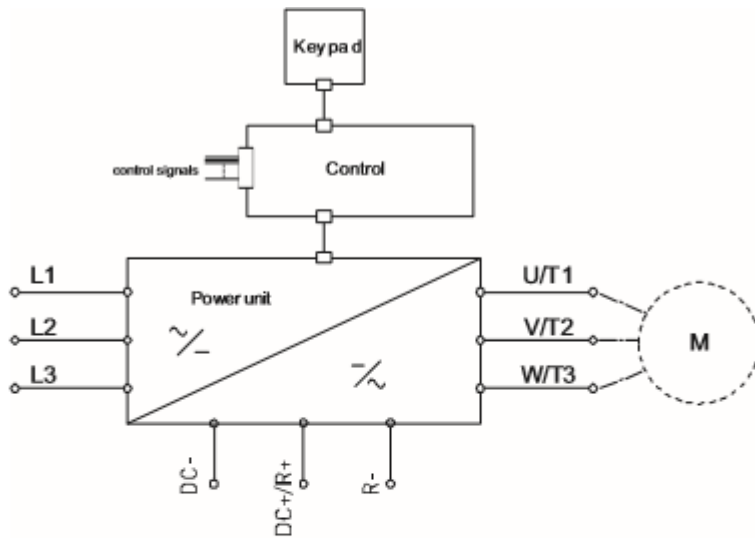 Keypad
control signals
Control
L1
L2
L3
Power unit
~/–
–/~
U/T1
V/T2
W/T3
M
DC-
DC+/R+
R-